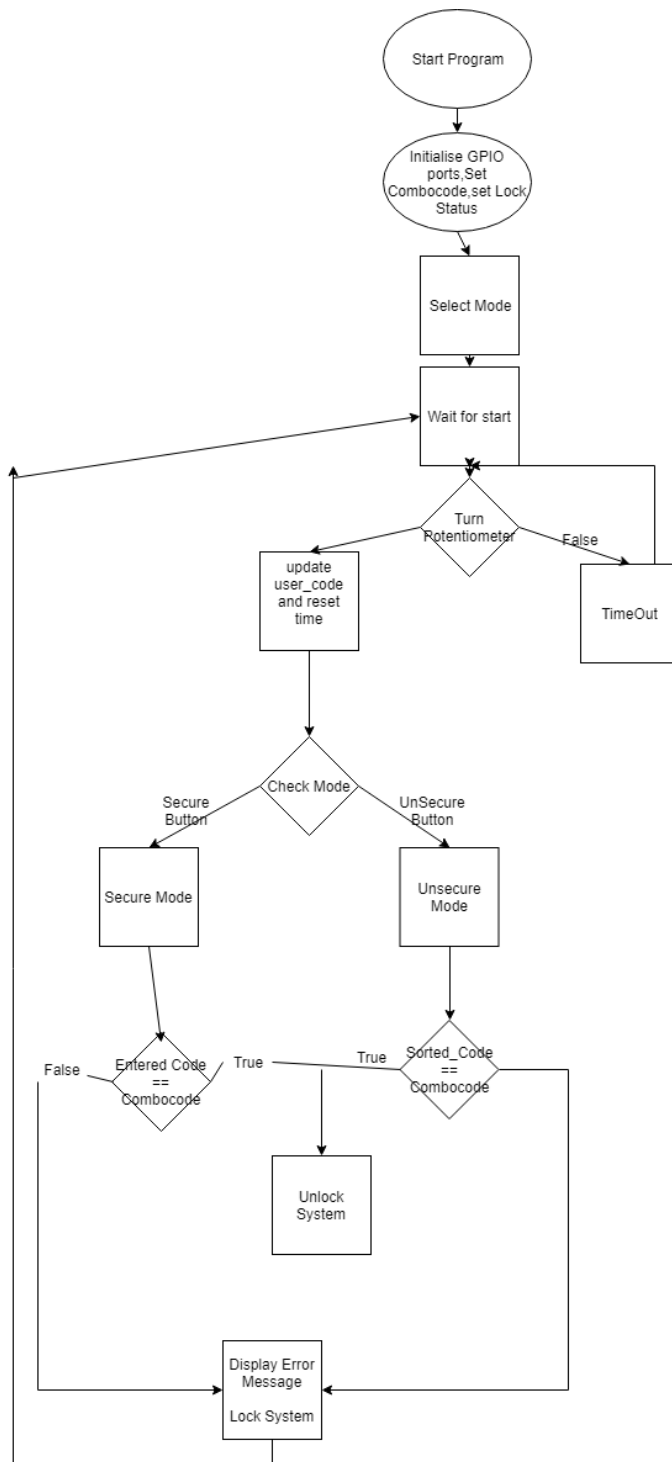 Start Program
Initialise GPIO
ports,Set
Combocode,set Lock
Status
Select Mode
Wait for start
Turn
Potentiometer
False
update
user_code
and reset
time
TimeOut
Check Mode
Secure
Button
UnSecure
Button
Secure Mode
Unsecure
Mode
False
Entered Code
==
Combocode
True
True
Sorted_Code
==
Combocode
Unlock
System
Display Error
Message
Lock System